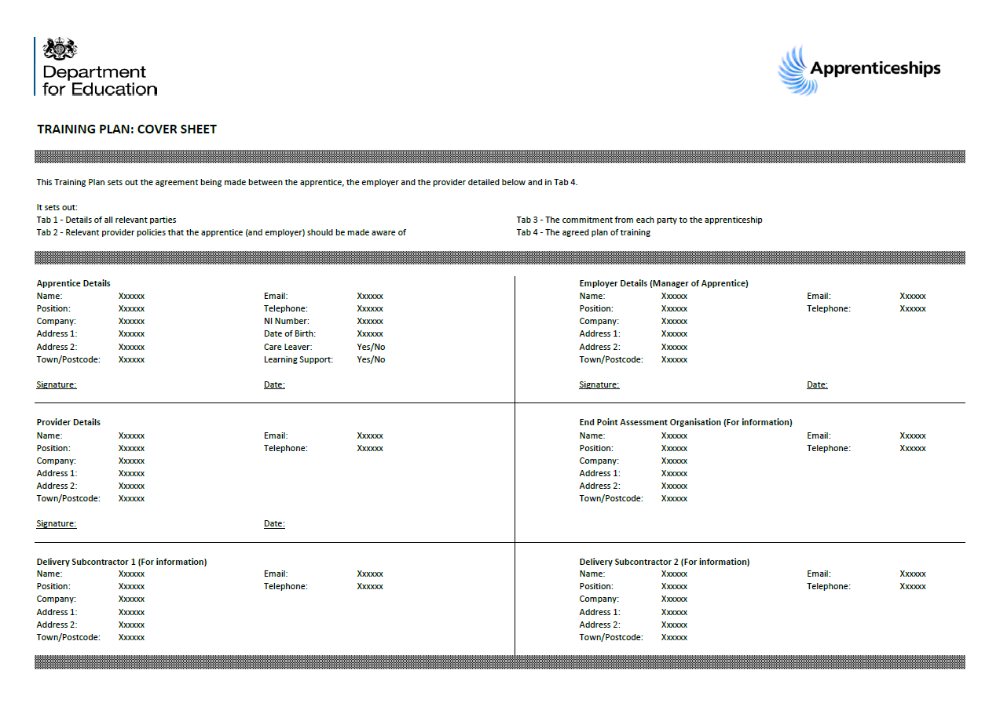 Department
for Education
Apprenticeships
TRAINING PLAN: COVER SHEET
This Training Plan sets out the agreement being made between the apprentice, the employer and the provider detailed below and in Tab 4.
It sets out:
Tab 1 - Details of all relevant parties
Tab 2 - Relevant provider policies that the apprentice (and employer) should be made aware of
Tab 3 - The commitment from each party to the apprenticeship
Tab 4 - The agreed plan of training
Apprentice Details
Name: Xxxxxx Email: Xxxxxx
Position: Xxxxxx Telephone: Xxxxxx
Company: Xxxxxx NI Number: Xxxxxx
Address 1: Xxxxxx Date of Birth: Xxxxxx
Address 2: Xxxxxx Care Leaver: Yes/No
Town/Postcode: Xxxxxx Learning Support: Yes/No
Signature: Date:
Employer Details (Manager of Apprentice)
Name: Xxxxxx Email: Xxxxxx
Position: Xxxxxx Telephone: Xxxxxx
Company: Xxxxxx
Address 1: Xxxxxx
Address 2: Xxxxxx
Town/Postcode: Xxxxxx
Signature: Date:
Provider Details
Name: Xxxxxx Email: Xxxxxx
Position: Xxxxxx Telephone: Xxxxxx
Company: Xxxxxx
Address 1: Xxxxxx
Address 2: Xxxxxx
Town/Postcode: Xxxxxx
Signature: Date:
End Point Assessment Organisation (For information)
Name: Xxxxxx Email: Xxxxxx
Position: Xxxxxx Telephone: Xxxxxx
Company: Xxxxxx
Address 1: Xxxxxx
Address 2: Xxxxxx
Town/Postcode: Xxxxxx
Delivery Subcontractor 1 (For information)
Name: Xxxxxx Email: Xxxxxx
Position: Xxxxxx Telephone: Xxxxxx
Company: Xxxxxx
Address 1: Xxxxxx
Address 2: Xxxxxx
Town/Postcode: Xxxxxx
Delivery Subcontractor 2 (For information)
Name: Xxxxxx Email: Xxxxxx
Position: Xxxxxx Telephone: Xxxxxx
Company: Xxxxxx
Address 1: Xxxxxx
Address 2: Xxxxxx
Town/Postcode: Xxxxxx